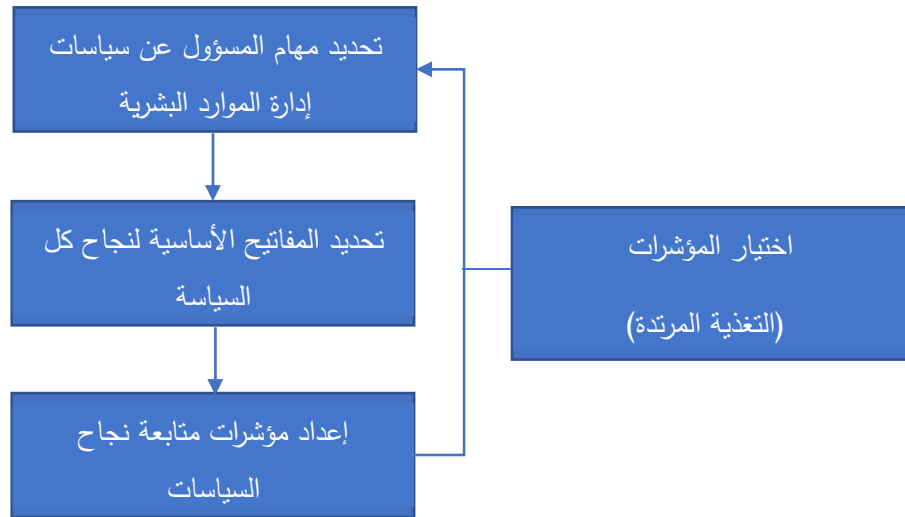 تحديد مهام المسؤول عن سياسات
إدارة الموارد البشرية
تحديد المفاتيح الأساسية لنجاح كل
السياسة
إعداد مؤشرات متابعة نجاح
السياسات
اختيار المؤشرات
(التغذية المرتدة)